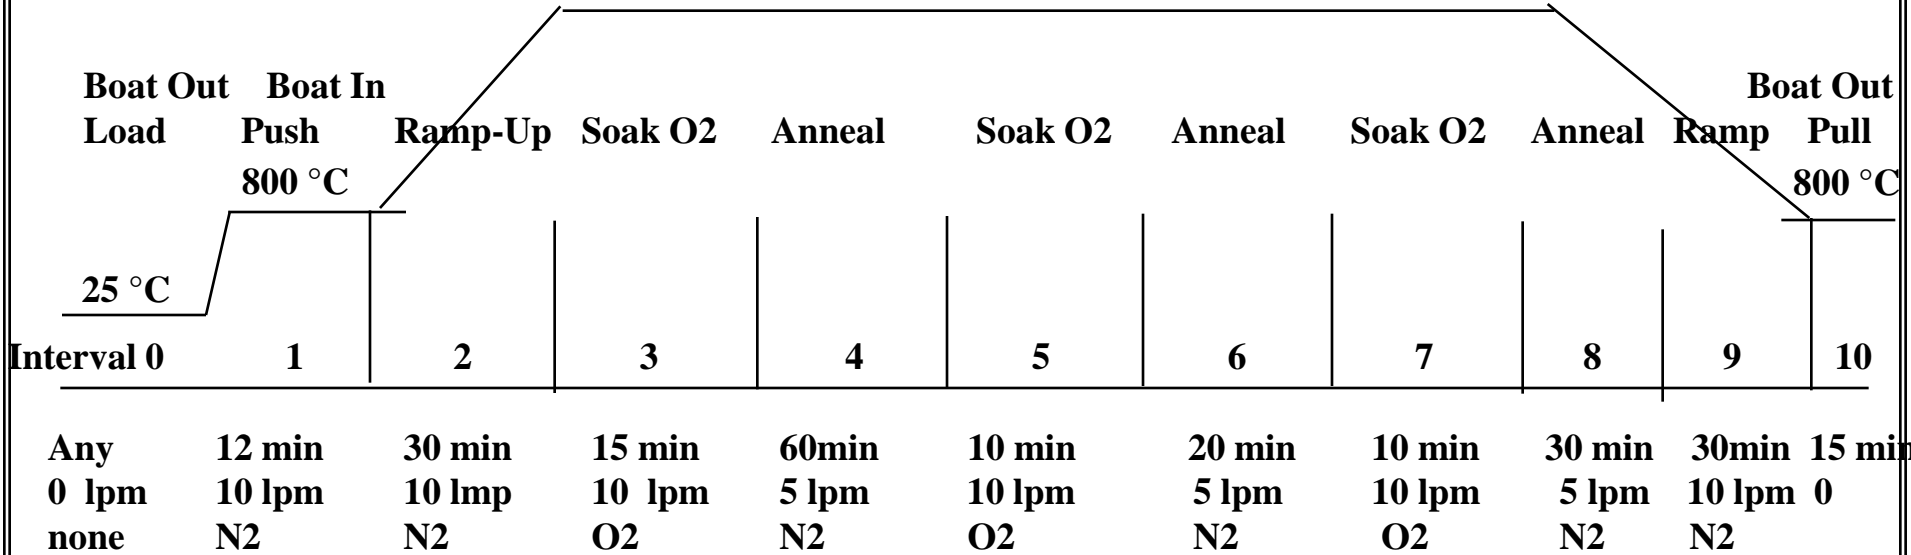 Boat Out Boat In Boat Out
Load Push Ramp-Up Soak O2 Anneal Soak O2 Anneal Soak O2 Anneal Ramp Pull
800 °C 800 °C
25 °C
Interval 0 1 2 3 4 5 6 7 8 9 10
Any 12 min 30 min 15 min 60min 10 min 20 min 10 min 30 min 30min 15 min
0 lpm 10 lpm 10 lmp 10 lpm 5 lpm 10 lpm 5 lpm 10 lpm 5 lpm 10 lpm 0
none N2 N2 O2 N2 O2 N2 O2 N2 N2